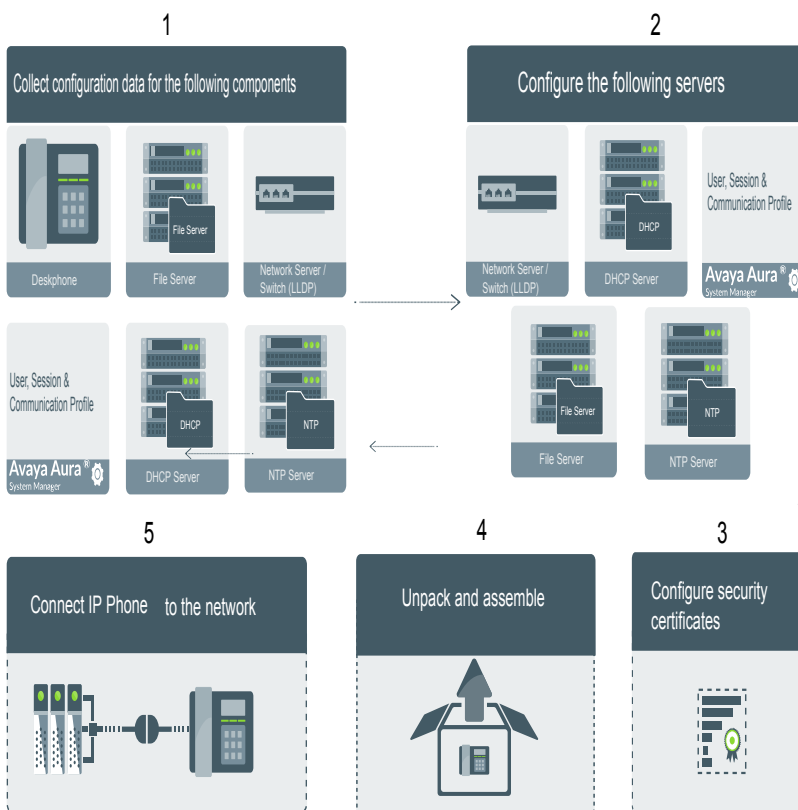 1
Collect configuration data for the following components
File Server
Deskphone
File Server
Network Server /
Switch (LLDP)
User, Session &
Communication Profile
Avaya Aura®
System Manager
DHCP
DHCP Server
NTP
NTP Server
2
Configure the following servers
Network Server /
Switch (LLDP)
DHCP
DHCP Server
User, Session &
Communication Profile
Avaya Aura®
System Manager
File Server
File Server
NTP
NTP Server
5
Connect IP Phone to the network
4
Unpack and assemble
3
Configure security
certificates